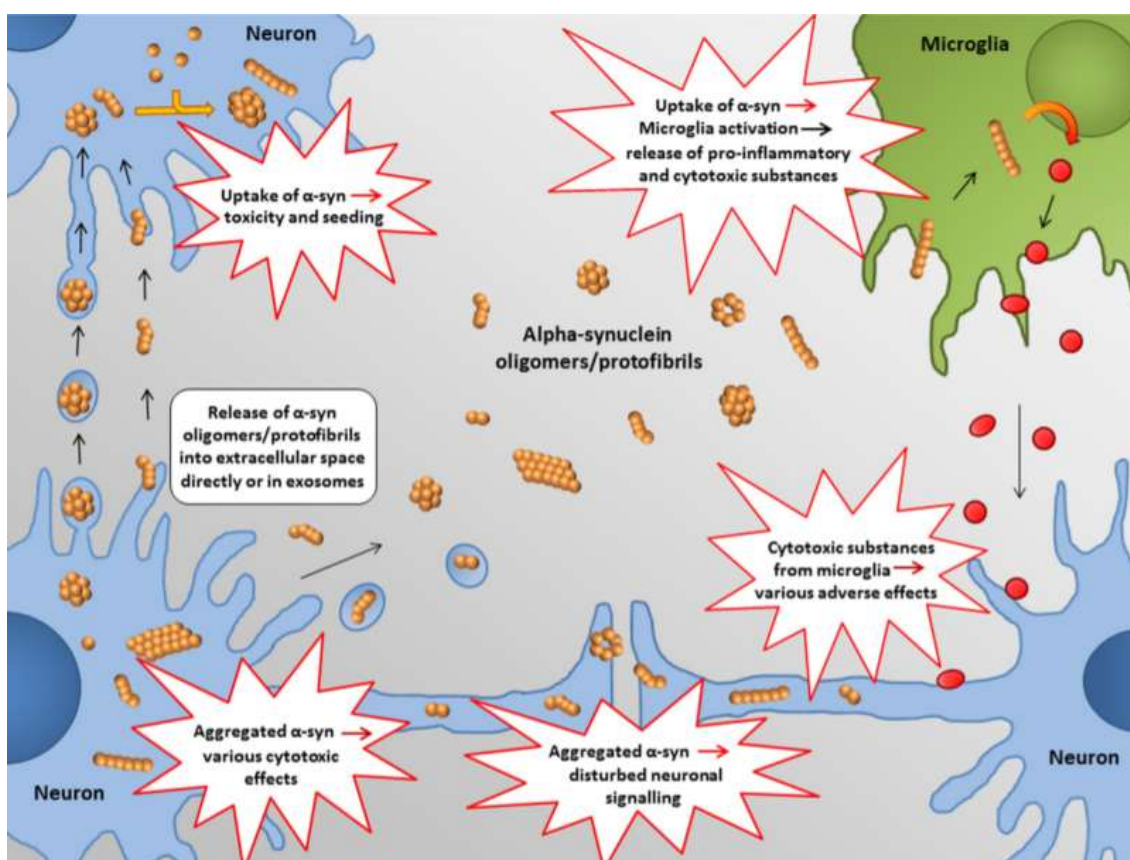 Neuron
Microglia
Uptake of α-syn →
Microglia activation →
release of pro-inflammatory
and cytotoxic substances
Uptake of α-syn →
toxicity and seeding
Alpha-synuclein
oligomers/protofibrils
Release of α-syn
oligomers/protofibrils
into extracellular space
directly or in exosomes
Cytotoxic substances
from microglia →
various adverse effects
Aggregated α-syn →
various cytotoxic
effects
Aggregated α-syn →
disturbed neuronal
signalling
Neuron
Neuron